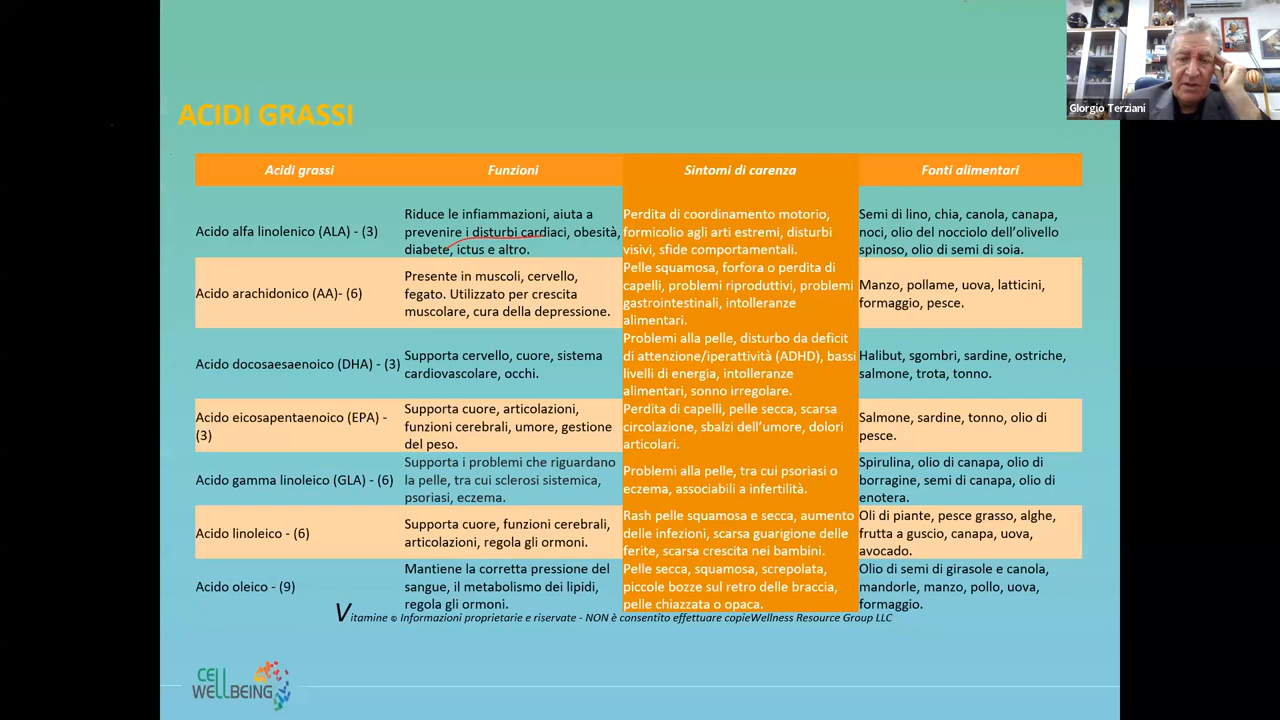 Giorgio Terziani
ACIDI GRASSI
Acidi grassi
Funzioni
Sintomi di carenza
Fonti alimentari
Acido alfa linolenico (ALA) - (3)
Riduce le infiammazioni, aiuta a
prevenire i disturbi cardiaci, obesità,
diabete, ictus e altro.
Perdita di coordinamento motorio,
formicolio agli arti estremi, disturbi
visivi, sfide comportamentali.
Semi di lino, chia, canola, canapa,
noci, olio del nocciolo dell'olivello
spinoso, olio di semi di soia.
Acido arachidonico (AA)- (6)
Presente in muscoli, cervello,
fegato. Utilizzato per crescita
muscolare, cura della depressione.
Pelle squamosa, forfora o perdita di
capelli, problemi riproduttivi, problemi
gastrointestinali, intolleranze
alimentari.
Manzo, pollame, uova, latticini,
formaggio, pesce.
Acido docosaesaenoico (DHA) - (3)
Supporta cervello, cuore, sistema
cardiovascolare, occhi.
Problemi alla pelle, disturbo da deficit
di attenzione/iperattività (ADHD), bassi
livelli di energia, intolleranze
alimentari, sonno irregolare.
Halibut, sgombri, sardine, ostriche,
salmone, trota, tonno.
Acido eicosapentaenoico (EPA) -
(3)
Supporta cuore, articolazioni,
funzioni cerebrali, umore, gestione
del peso.
Perdita di capelli, pelle secca, scarsa
circolazione, sbalzi dell'umore, dolori
articolari.
Salmone, sardine, tonno, olio di
pesce.
Acido gamma linoleico (GLA) - (6)
Supporta i problemi che riguardano
la pelle, tra cui sclerosi sistemica,
psoriasi, eczema.
Problemi alla pelle, tra cui psoriasi o
eczema, associabili a infertilità.
Spirulina, olio di canapa, olio di
borragine, semi di canapa, olio di
enotera.
Acido linoleico - (6)
Supporta cuore, funzioni cerebrali,
articolazioni, regola gli ormoni.
Rash pelle squamosa e secca, aumento
delle infezioni, scarsa guarigione delle
ferite, scarsa crescita nei bambini.
Oli di piante, pesce grasso, alghe,
frutta a guscio, canapa, uova,
avocado.
Acido oleico - (9)
Mantiene la corretta pressione del
sangue, il metabolismo dei lipidi,
regola gli ormoni.
Pelle secca, squamosa, screpolata,
piccole bozze sul retro delle braccia,
pelle chiazzata o opaca.
Olio di semi di girasole e canola,
mandorle, manzo, pollo, uova,
formaggio.
Vitamine © Informazioni proprietarie e riservate - NON è consentito effettuare copieWellness Resource Group LLC
CELL
WELLBEING